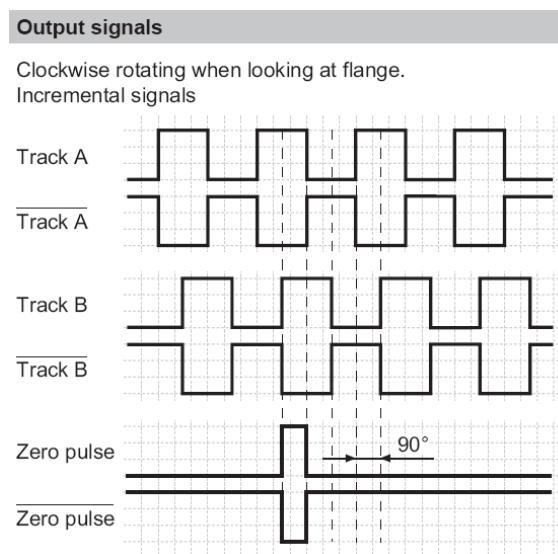 Output signals
Clockwise rotating when looking at flange.
Incremental signals
Track A
Track A
Track B
Track B
Zero pulse
90°
Zero pulse